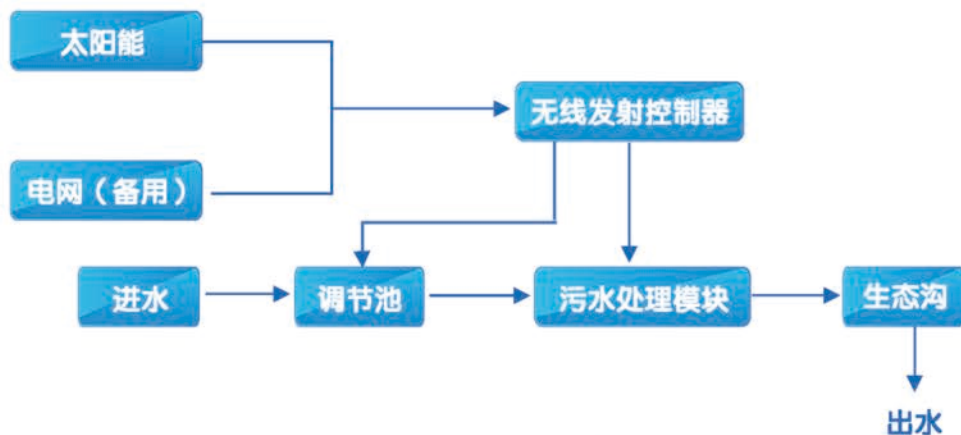 太阳能
无线发射控制器
电网（备用）
进水
调节池
污水处理模块
生态沟
出水